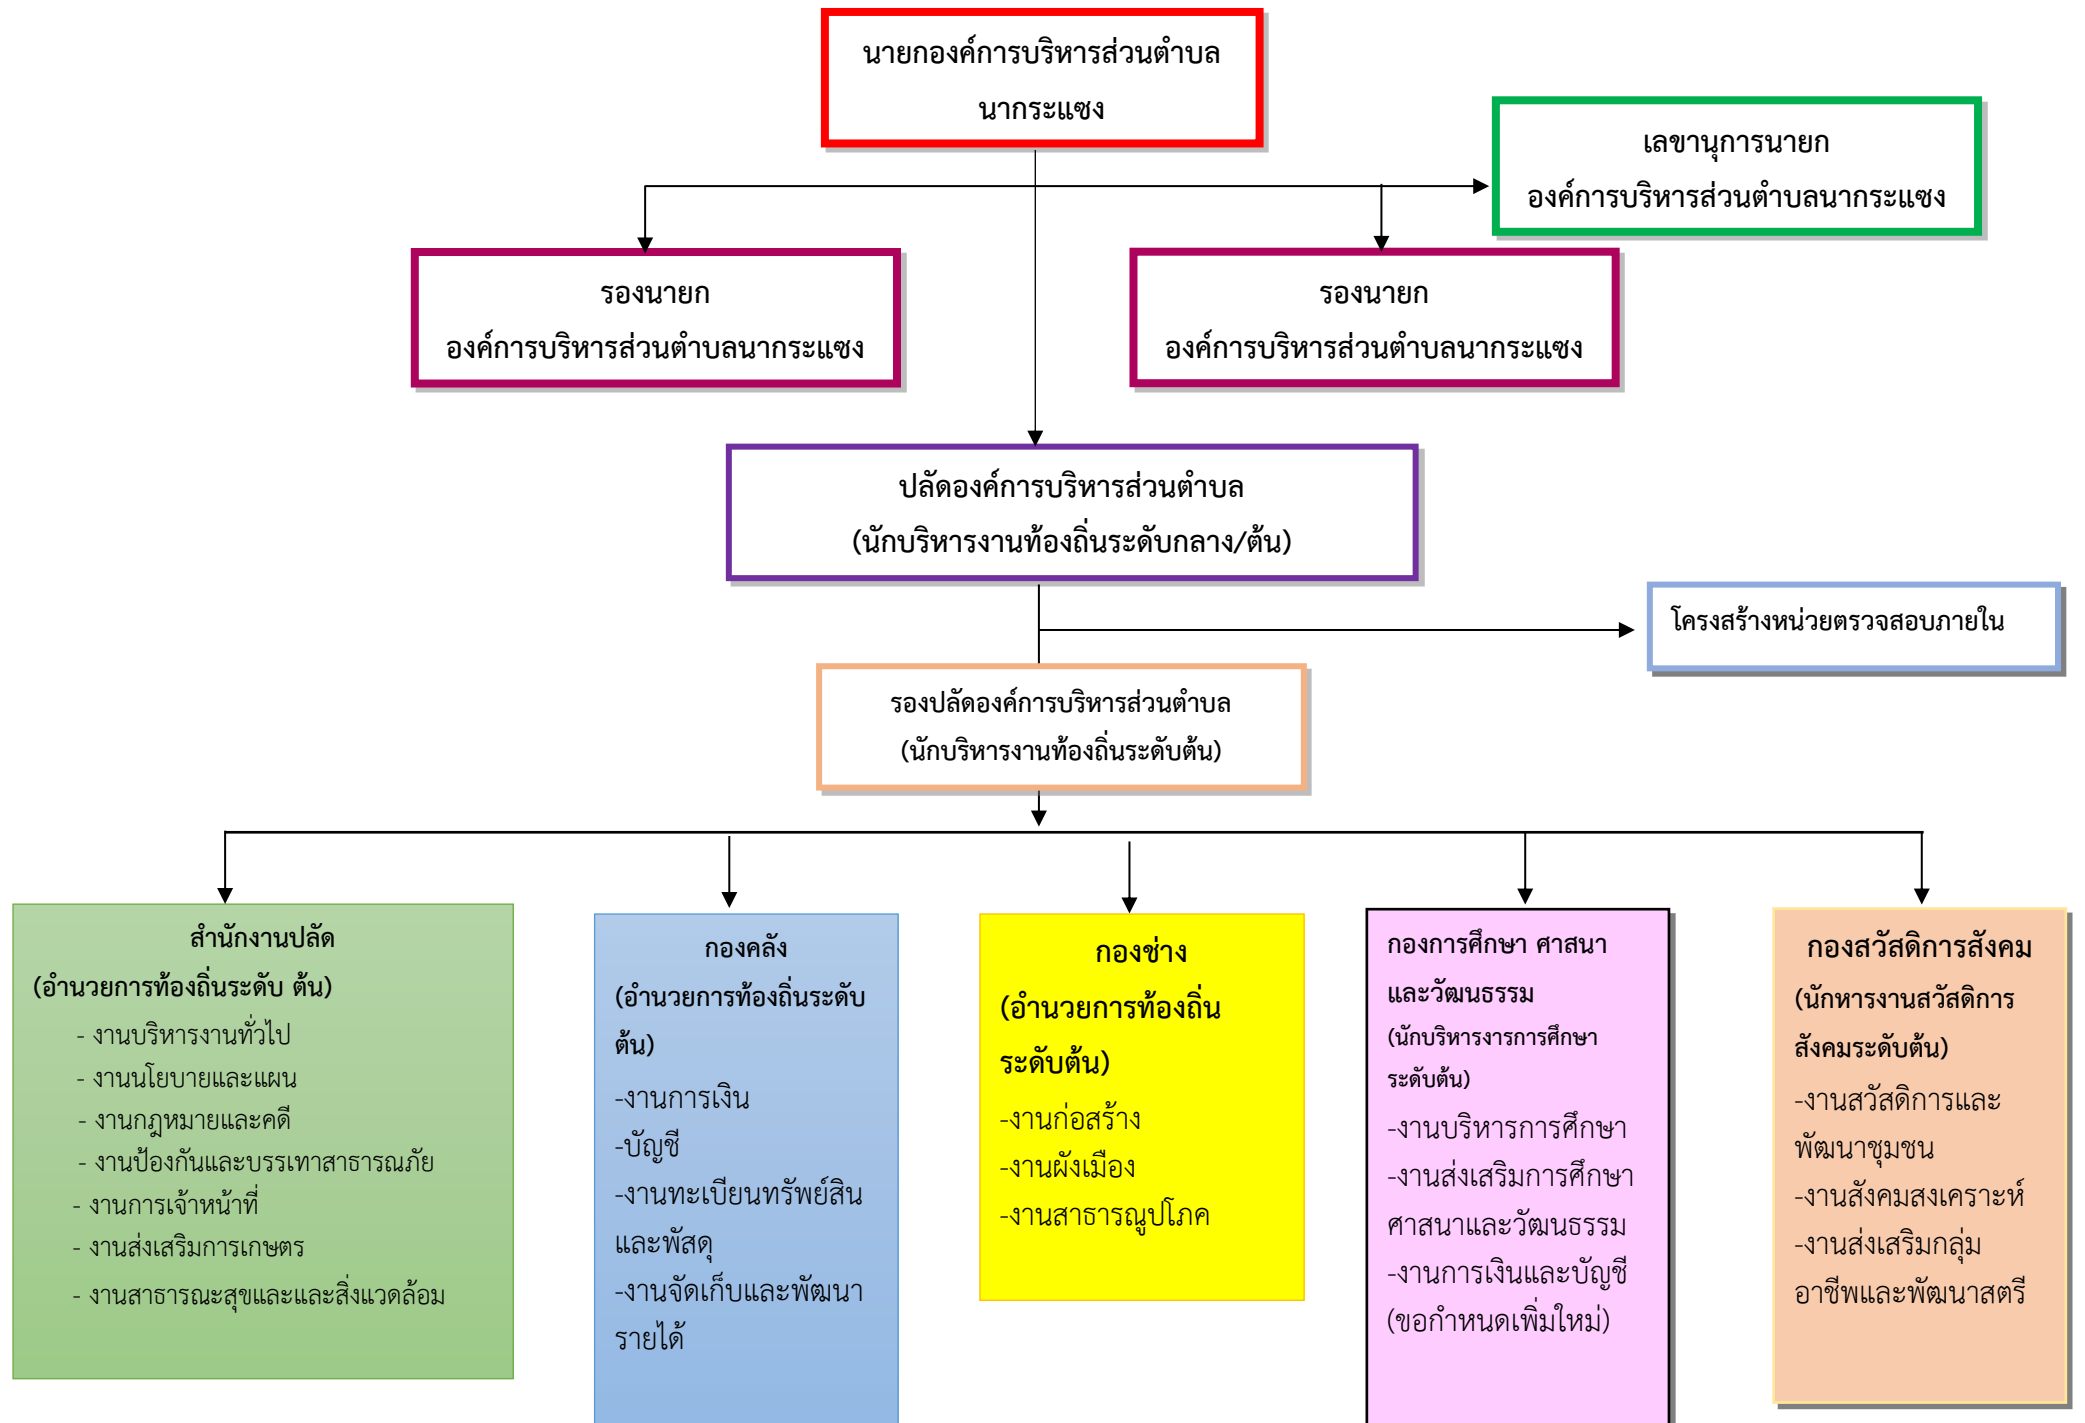 นายกองค์การบริหารส่วนตำบล
นากระแซง
เลขานุการนายก
องค์การบริหารส่วนตำบลนากระแซง
รองนายก
องค์การบริหารส่วนตำบลนากระแซง
รองนายก
องค์การบริหารส่วนตำบลนากระแซง
ปลัดองค์การบริหารส่วนตำบล
(นักบริหารงานท้องถิ่นระดับกลาง/ต้น)
โครงสร้างหน่วยตรวจสอบภายใน
รองปลัดองค์การบริหารส่วนตำบล
(นักบริหารงานท้องถิ่นระดับต้น)
สำนักงานปลัด
(อำนวยการท้องถิ่นระดับ ต้น)
- งานบริหารงานทั่วไป
- งานนโยบายและแผน
- งานกฎหมายและคดี
- งานป้องกันและบรรเทาสาธารณภัย
- งานการเจ้าหน้าที่
- งานส่งเสริมการเกษตร
- งานสาธารณะสุขและและสิ่งแวดล้อม
กองคลัง
(อำนวยการท้องถิ่นระดับ
ต้น)
-งานการเงิน
-บัญชี
-งานทะเบียนทรัพย์สิน
และพัสดุ
-งานจัดเก็บและพัฒนา
รายได้
กองช่าง
(อำนวยการท้องถิ่น
ระดับต้น)
-งานก่อสร้าง
-งานผังเมือง
-งานสาธารณูปโภค
กองการศึกษา ศาสนา
และวัฒนธรรม
(นักบริหารงารการศึกษา
ระดับต้น)
-งานบริหารการศึกษา
-งานส่งเสริมการศึกษา
ศาสนาและวัฒนธรรม
-งานการเงินและบัญชี
(ขอกำหนดเพิ่มใหม่)
กองสวัสดิการสังคม
(นักหารงานสวัสดิการ
สังคมระดับต้น)
-งานสวัสดิการและ
พัฒนาชุมชน
-งานสังคมสงเคราะห์
-งานส่งเสริมกลุ่ม
อาชีพและพัฒนาสตรี